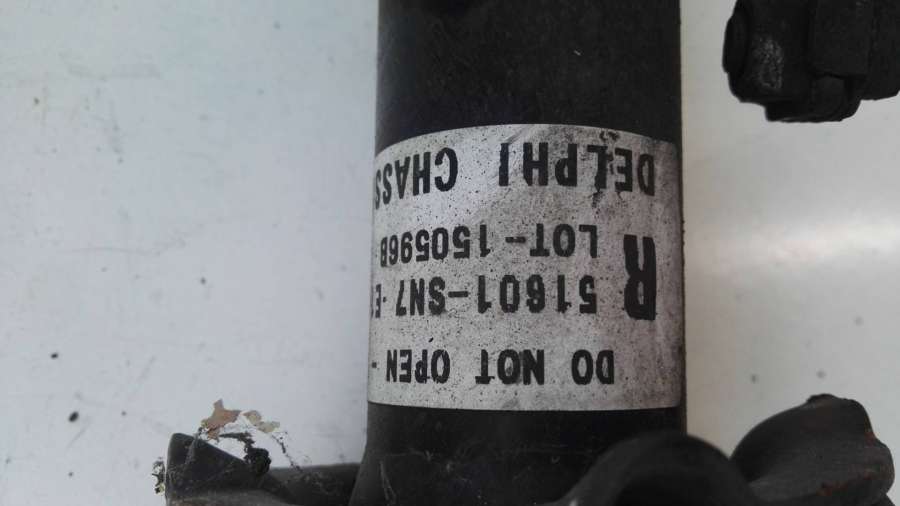 DO NOT OPEN -
R 51601-SN7-E
LOT-150596B
DELPHI CHASS